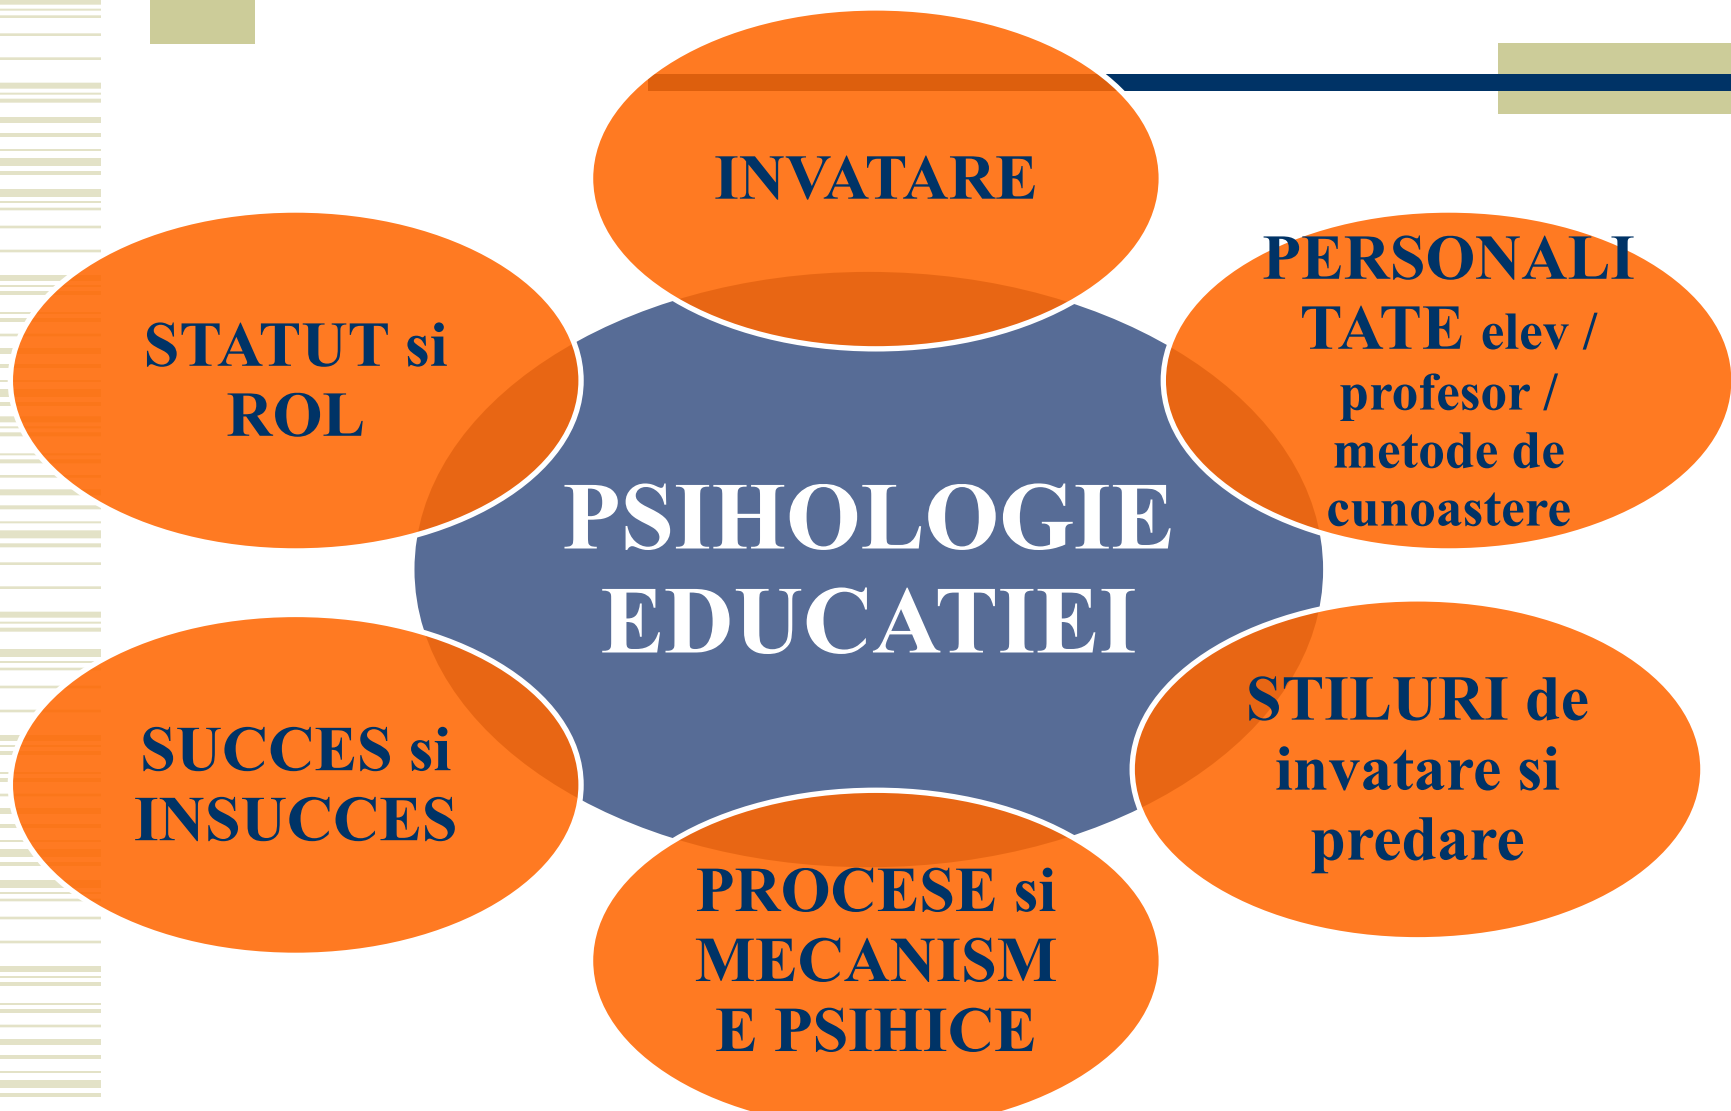 INVATARE
PERSONALI
TATE elev /
profesor /
metode de
cunoastere
STATUT si
ROL
PSIHOLOGIE
EDUCATIEI
STILURI de
invatare si
predare
SUCCES si
INSUCCES
PROCESE si
MECANISM
E PSIHICE